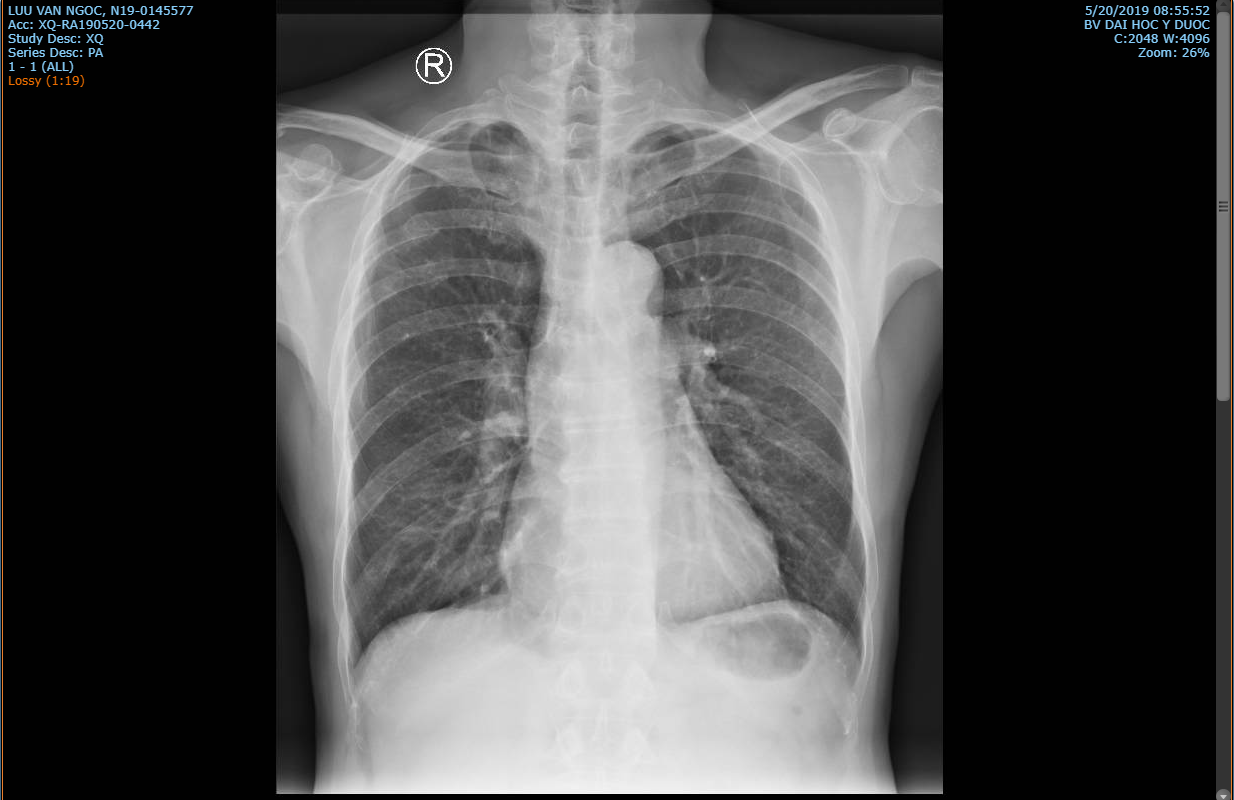 LUU VAN NGOC, N19-0145577
Acc: XQ-RA190520-0442
Study Desc: XQ
Series Desc: PA
1 - 1 (ALL)
Lossy (1:19)
5/20/2019 08:55:52
BV DAI HOC Y DUOC
C:2048 W:4096
Zoom: 26%
R